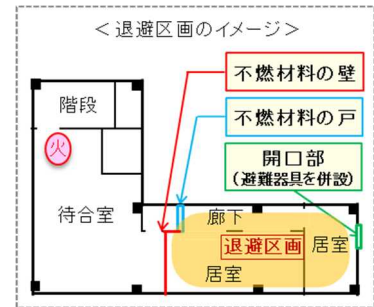 ＜退避区画のイメージ＞
不燃材料の壁
階段
不燃材料の戸
火
開口部
(避難器具を併設)
待合室
廊下
退避区画
居室
居室